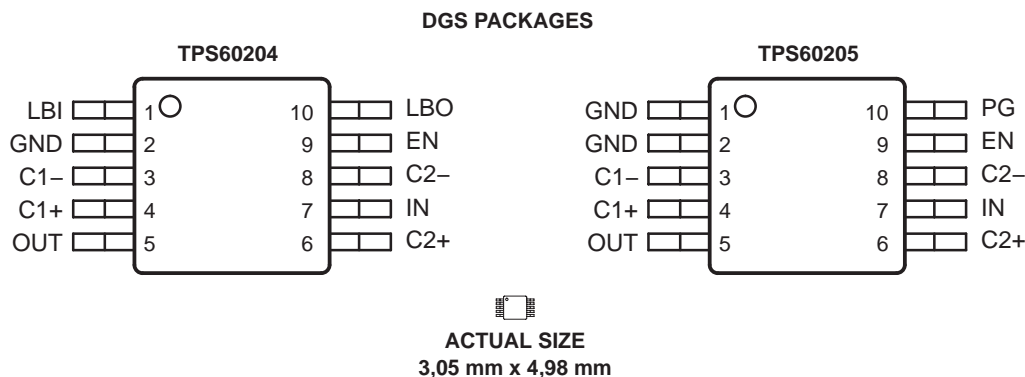 DGS PACKAGES
TPS60204
TPS60205
LBI 1 10 LBO
GND 2 9 EN
C1– 3 8 C2–
C1+ 4 7 IN
OUT 5 6 C2+
GND 1 10 PG
GND 2 9 EN
C1– 3 8 C2–
C1+ 4 7 IN
OUT 5 6 C2+
ACTUAL SIZE
3,05 mm x 4,98 mm